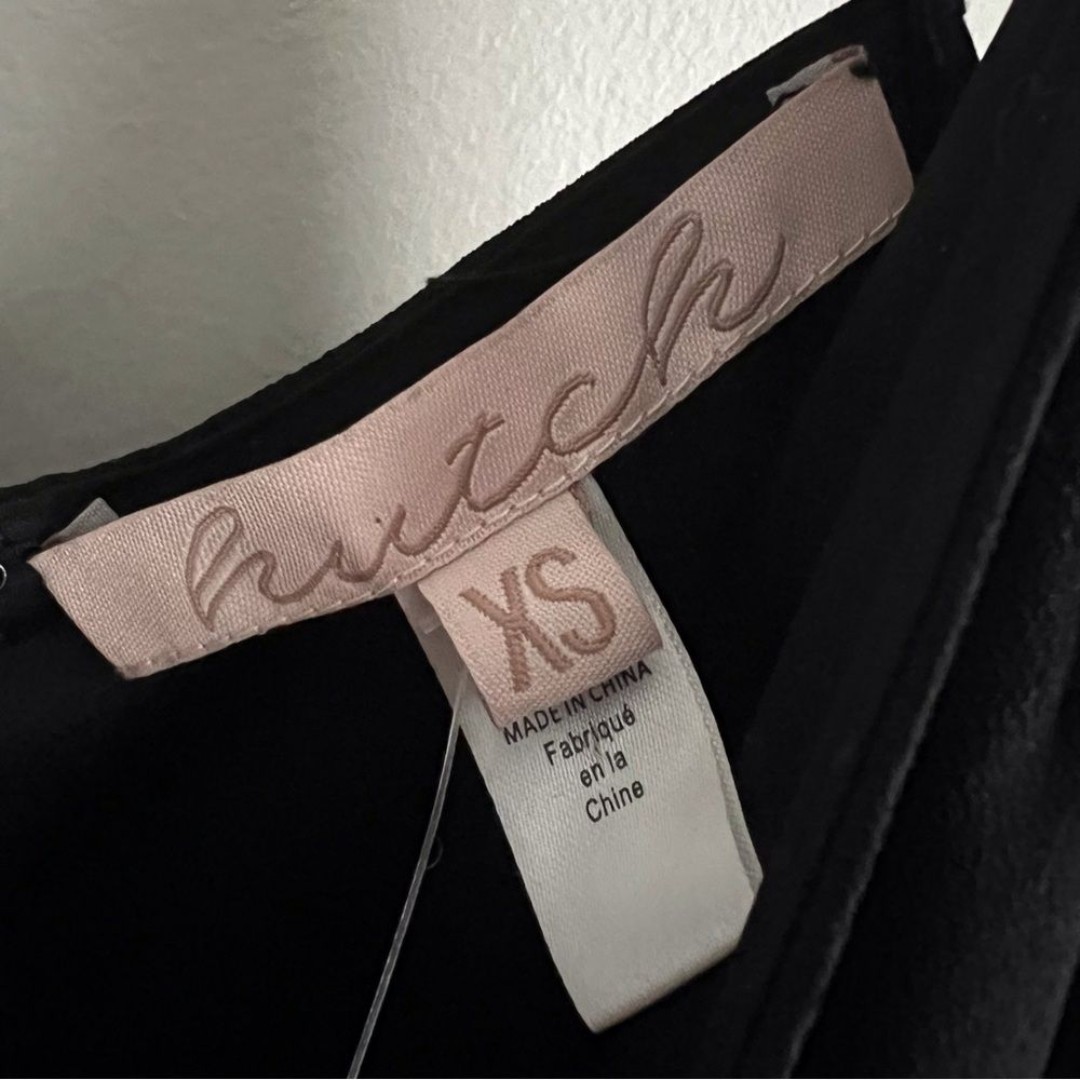 hutch
XS
MADE IN CHINA
Fabriqué
en la
Chine